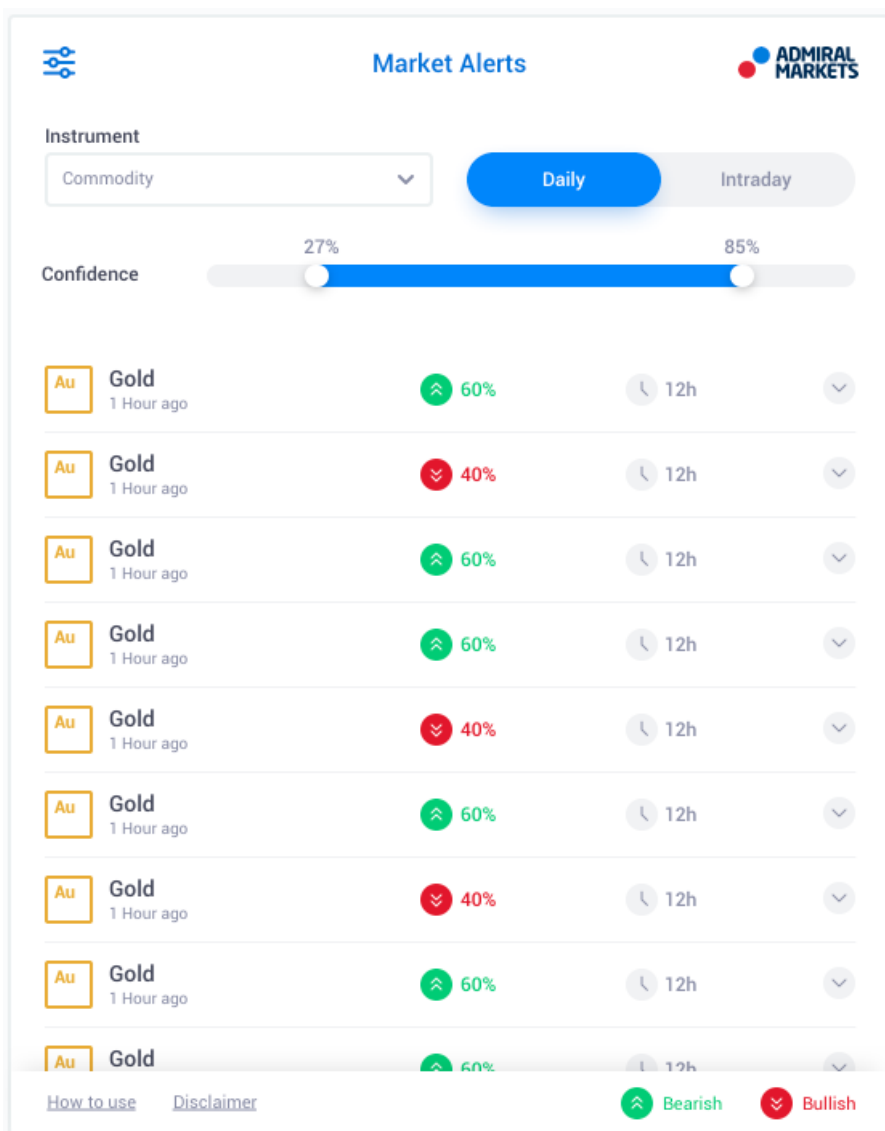 Market Alerts
ADMIRAL
MARKETS
Instrument
Commodity
Daily
Intraday
27%
85%
Confidence
Au
Gold
1 Hour ago
60%
12h
Au
Gold
1 Hour ago
40%
12h
Au
Gold
1 Hour ago
60%
12h
Au
Gold
1 Hour ago
60%
12h
Au
Gold
1 Hour ago
40%
12h
Au
Gold
1 Hour ago
60%
12h
Au
Gold
1 Hour ago
40%
12h
Au
Gold
1 Hour ago
60%
12h
Au
Gold
60%
12h
How to use
Disclaimer
Bearish
Bullish